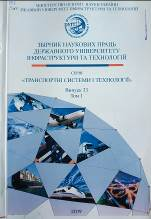 МІНІСТЕРСТВО ОСВІТИ І НАУКИ УКРАЇНИ
ДЕРЖАВНИЙ УНІВЕРСИТЕТ ІНФРАСТРУКТУРИ ТА ТЕХНОЛОГІЙ
ЗБІРНИК НАУКОВИХ ПРАЦЬ
ДЕРЖАВНОГО УНІВЕРСИТЕТУ
ІНФРАСТРУКТУРИ ТА ТЕХНОЛОГІЙ
СЕРІЯ
«ТРАНСПОРТНІ СИСТЕМИ І ТЕХНОЛОГІЇ»
Випуск 33
Том 1